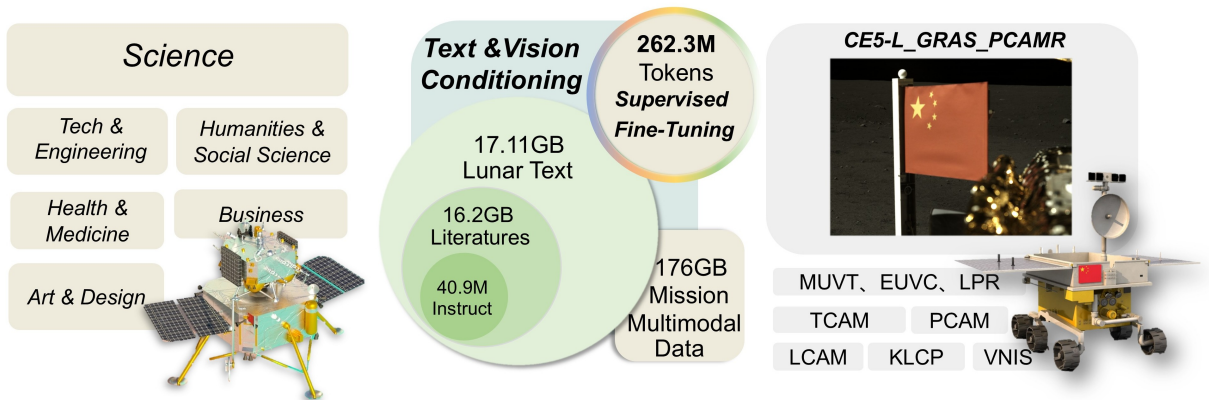 Science
Tech &
Engineering
Humanities &
Social Science
Health &
Medicine
Business
Art & Design
Text &Vision
Conditioning
262.3M
Tokens
Supervised
Fine-Tuning
17.11GB
Lunar Text
16.2GB
Literatures
40.9M
Instruct
176GB
Mission
Multimodal
Data
CE5-L_GRAS_PCAMR
MUVT、EUVC、LPR
TCAM
PCAM
LCAM
KLCP
VNIS